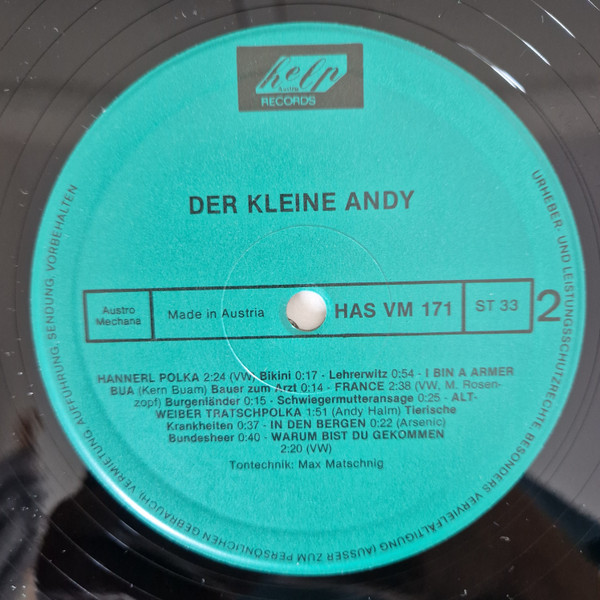 help
Austria
RECORDS
DER KLEINE ANDY
Austro
Mechana
Made in Austria
HAS VM 171
ST 33
2
HANNERL POLKA 2:24 (VW) Bikini 0:17 - Lehrerwitz 0:54 - I BIN A ARMER
BUA (Kern Buam) Bauer zum Arzt 0:14 - FRANCE 2:38 (VW, M. Rosen-
zopf) Burgenländer 0:15 - Schwiegermutteransage 0:25 - ALT-
WEIBER TRATSCHPOLKA 1:51 (Andy Halm) Tierische
Krankheiten 0:37 - IN DEN BERGEN 0:22 (Arsenic)
Bundesheer 0:40 - WARUM BIST DU GEKOMMEN
2:20 (VW)
Tontechnik: Max Matschnig
URHEBER- UND LEISTUNGSSCHUTZRECHTE, BESONDERS VERVIELFÄLTIGUNG (AUSSER ZUM PERSÖNLICHEN GEBRAUCH) VERMIETUNG AUFFÜHRUNG, SENDUNG, VORBEHALTEN